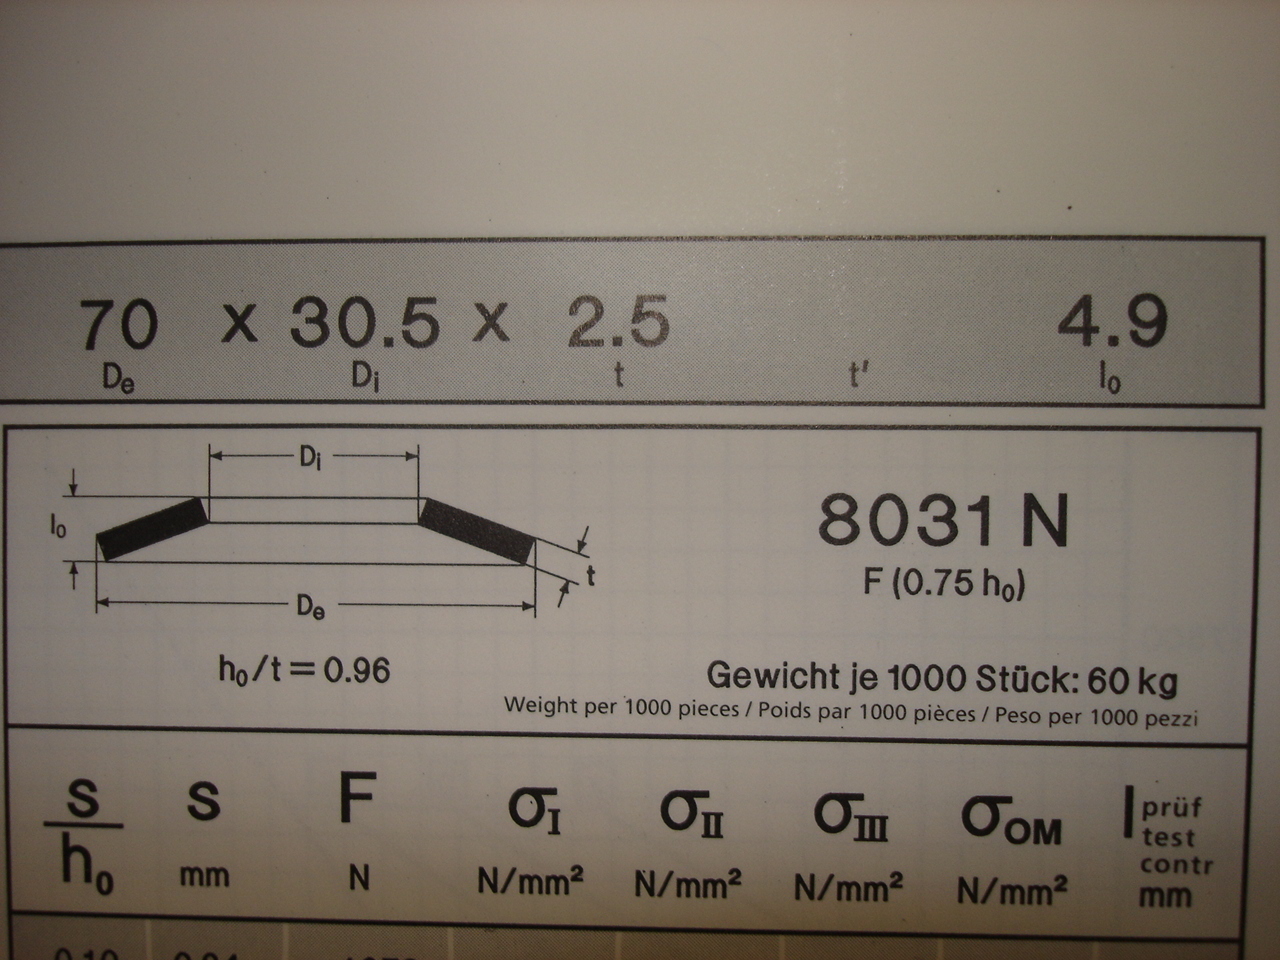 70 x 30.5 x 2.5 4.9
De Di t t' l0
Di
l0
t
De
8031 N
F (0.75 h0)
h0/t = 0.96
Gewicht je 1000 Stück: 60 kg
Weight per 1000 pieces / Poids par 1000 pièces / Peso per 1000 pezzi
s/h0 s F σI σII σIII σOM l prüf
test
contr
mm N N/mm² N/mm² N/mm² N/mm² mm